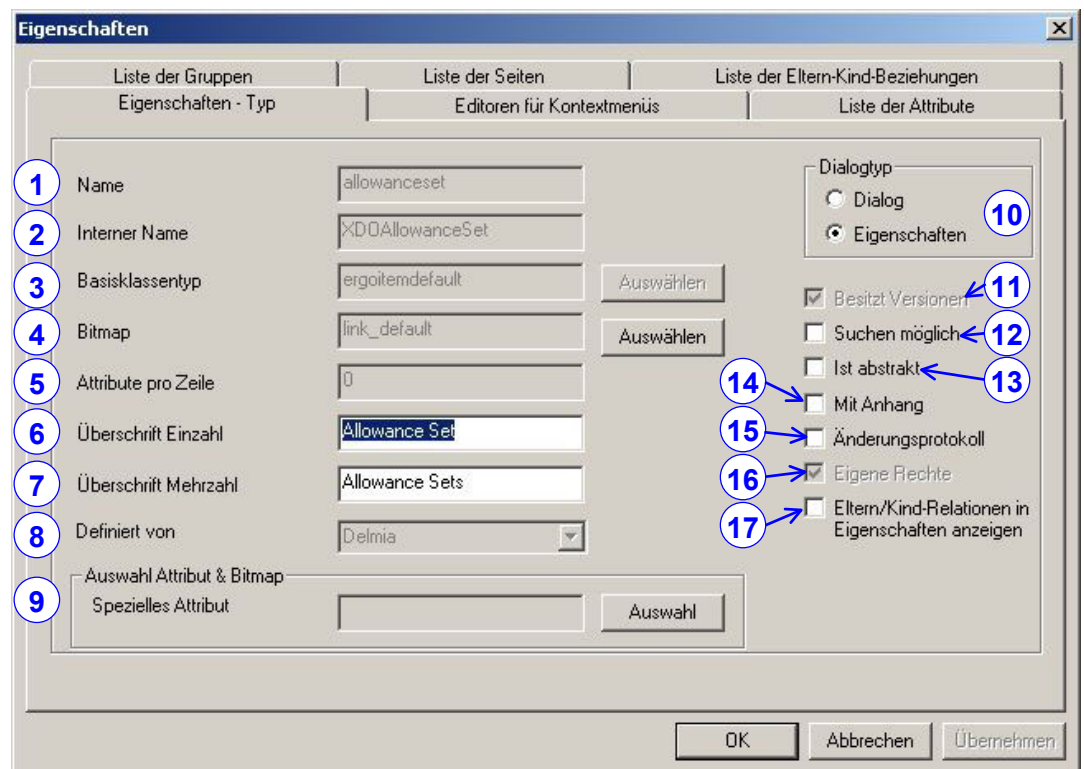 Eigenschaften
Liste der Gruppen
Liste der Seiten
Liste der Eltern-Kind-Beziehungen
Eigenschaften - Typ
Editoren für Kontextmenüs
Liste der Attribute
1 Name allowanceset
2 Interner Name XDOAllowanceSet
3 Basisklassentyp ergoitemdefault Auswählen
4 Bitmap link_default Auswählen
5 Attribute pro Zeile 0
6 Überschrift Einzahl Allowance Set
7 Überschrift Mehrzahl Allowance Sets
8 Definiert von Delmia
Auswahl Attribut & Bitmap
9 Spezielles Attribut Auswahl
Dialogtyp
Dialog
10
Eigenschaften
Besitzt Versionen 11
Suchen möglich 12
Ist abstrakt 13
14 Mit Anhang
15 Änderungsprotokoll
16 Eigene Rechte
17 Eltern/Kind-Relationen in
Eigenschaften anzeigen
OK
Abbrechen
Übernehmen